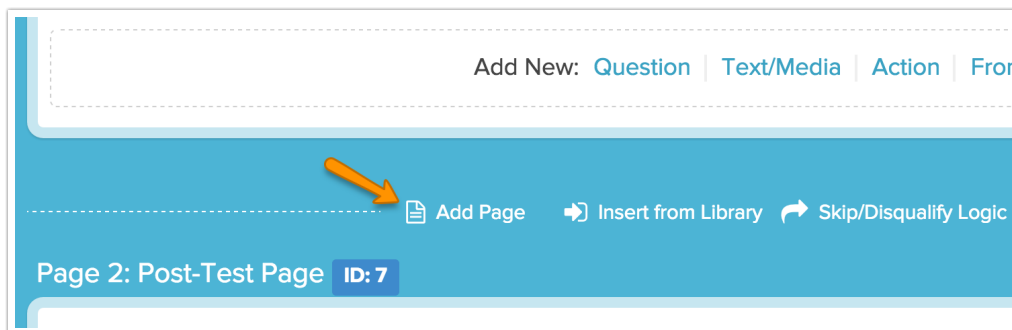 Add New: Question Text/Media Action
Add Page Insert from Library Skip/Disqualify Logic
Page 2: Post-Test Page ID: 7